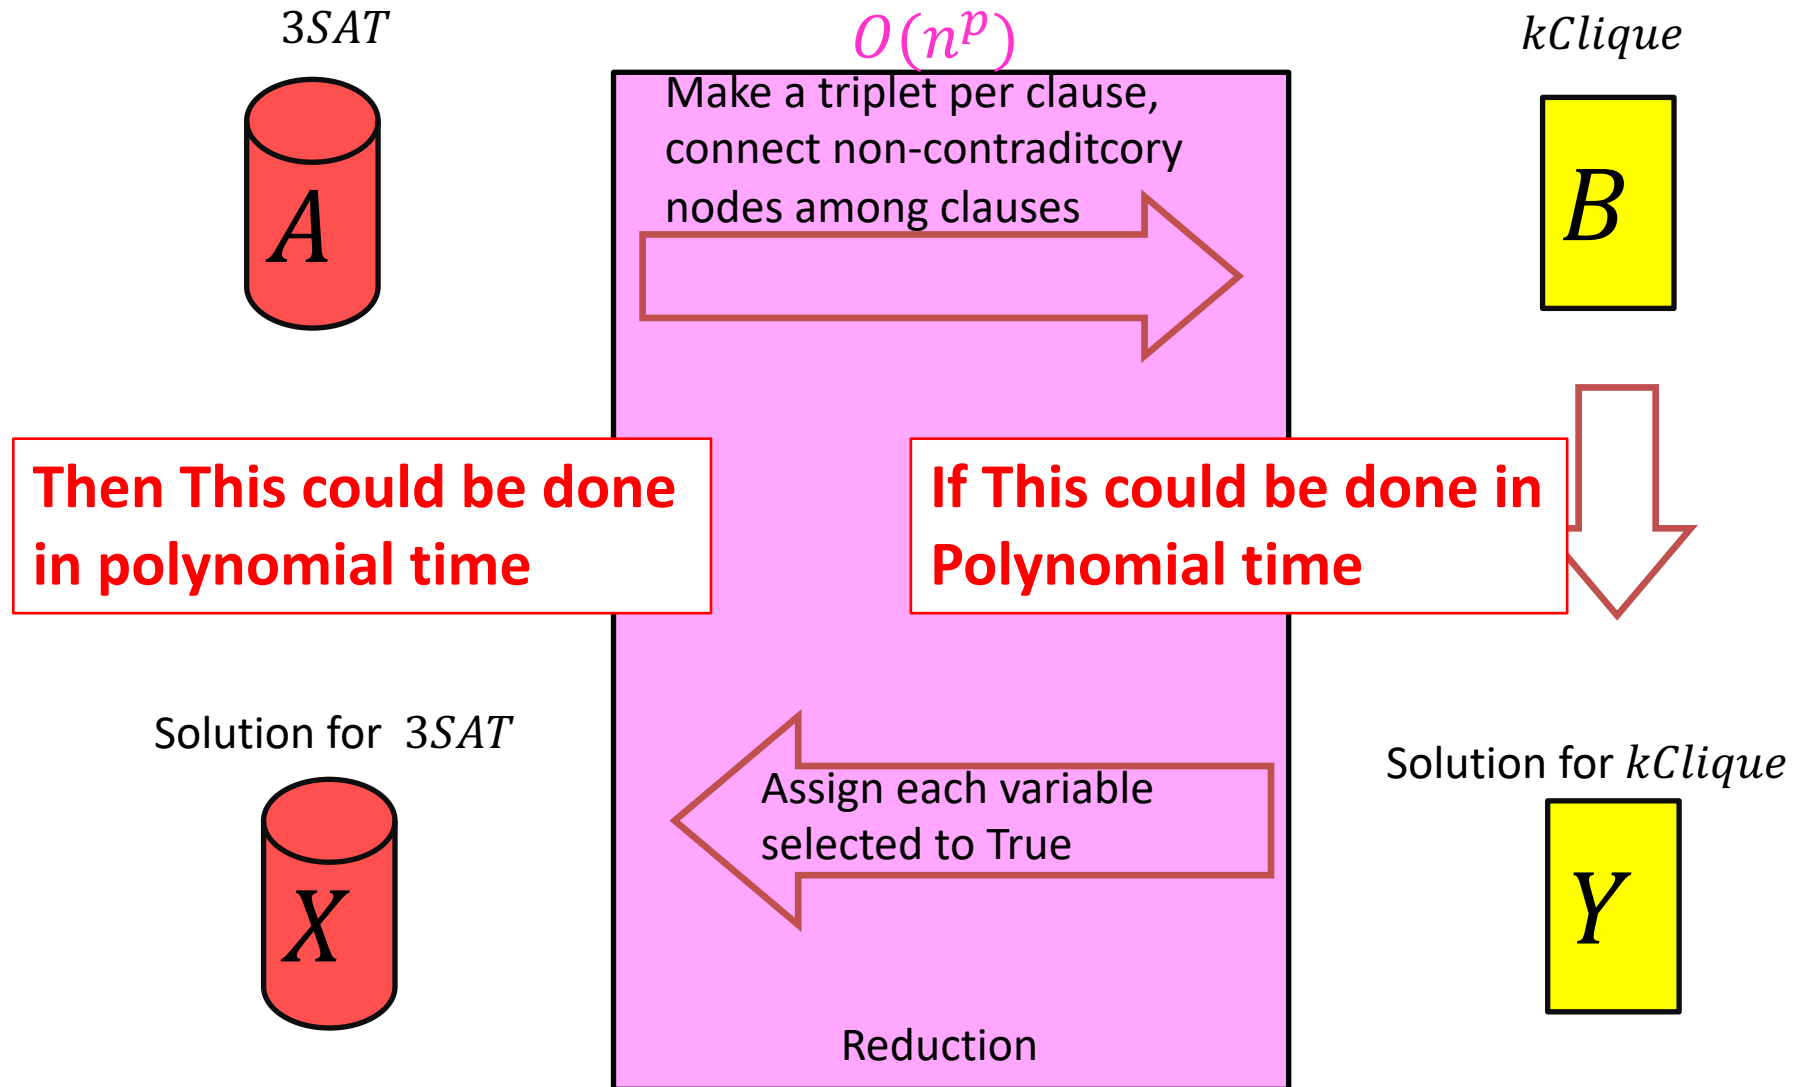 3SAT
O(n^p)
kClique
Make a triplet per clause,
connect non-contraditcory
nodes among clauses
A
B
Then This could be done
in polynomial time
If This could be done in
Polynomial time
Solution for 3SAT
Solution for kClique
Assign each variable
selected to True
X
Y
Reduction